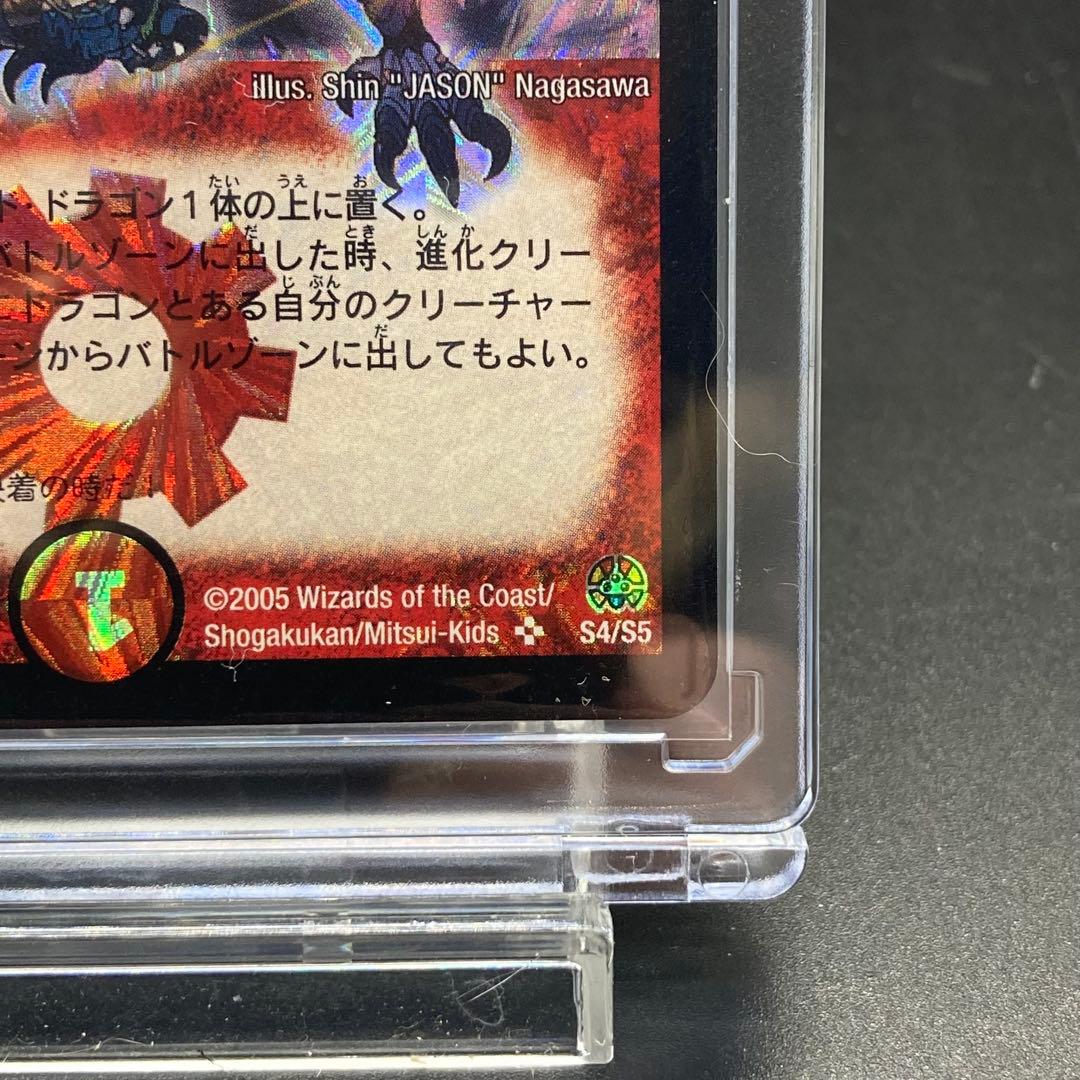 illus. Shin "JASON" Nagasawa
ド・ドラゴン1体の上に置く。
バトルゾーンに出した時、進化クリー
ドラゴンとある自分のクリーチャー
ーンからバトルゾーンに出してもよい。
決着の時だ!
©2005 Wizards of the Coast/
Shogakukan/Mitsui-Kids
S4/S5